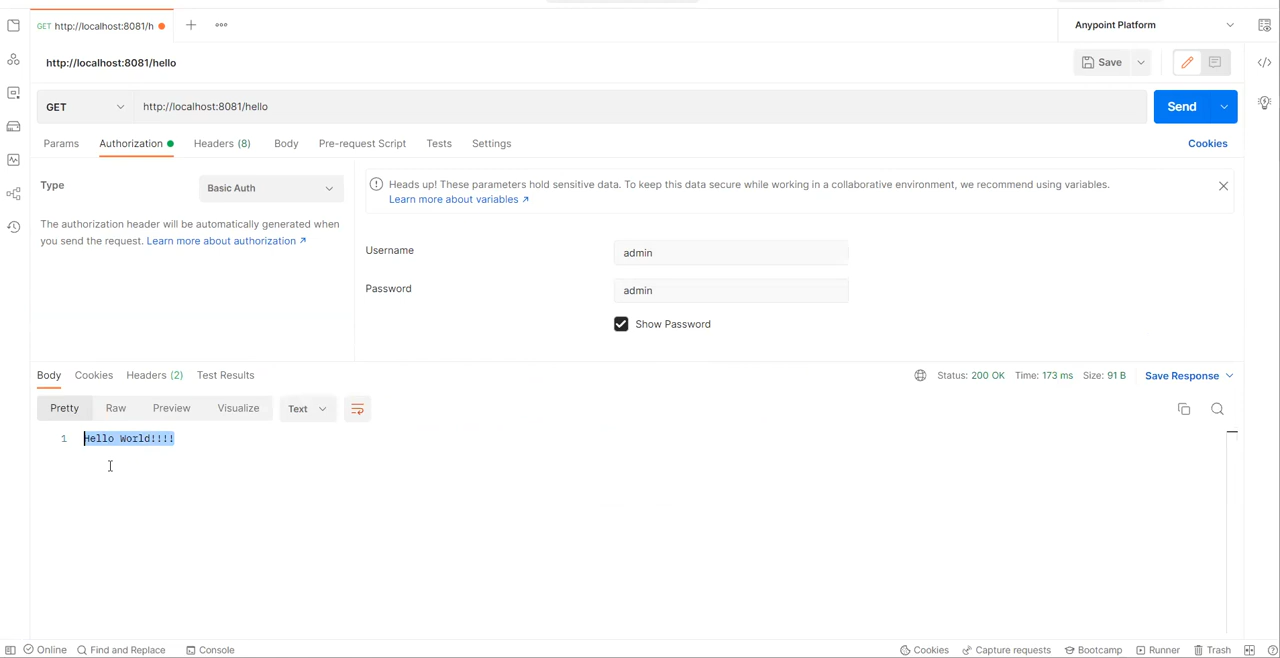 GET http://localhost:8081/h
Anypoint Platform
http://localhost:8081/hello
Save
GET http://localhost:8081/hello
Send
Params Authorization Headers (8) Body Pre-request Script Tests Settings Cookies
Type Basic Auth
Heads up! These parameters hold sensitive data. To keep this data secure while working in a collaborative environment, we recommend using variables.
Learn more about variables ↗
The authorization header will be automatically generated when
you send the request. Learn more about authorization ↗
Username admin
Password admin
Show Password
Body Cookies Headers (2) Test Results Status: 200 OK Time: 173 ms Size: 91 B Save Response
Pretty Raw Preview Visualize Text
1 Hello World!!!!
Online Find and Replace Console Cookies Capture requests Bootcamp Runner Trash